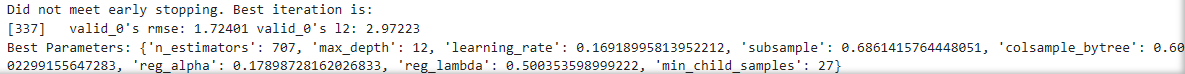 Did not meet early stopping. Best iteration is:
[337]	valid_0's rmse: 1.72401 valid_0's l2: 2.97223
Best Parameters: {'n_estimators': 707, 'max_depth': 12, 'learning_rate': 0.16918995813952212, 'subsample': 0.6861415764448051, 'colsample_bytree': 0.60
02299155647283, 'reg_alpha': 0.17898728162026833, 'reg_lambda': 0.500353598999222, 'min_child_samples': 27}